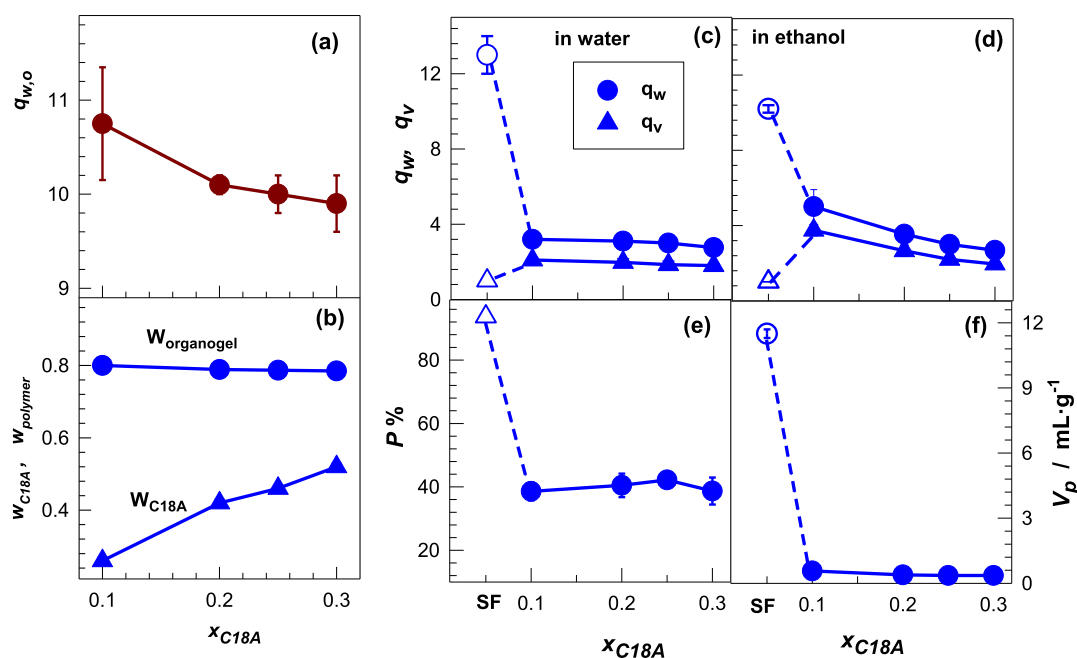 (a)
q_w,o
11
10
9
(b)
W_organogel
W_C18A
w_C18A, w_polymer
0.8
0.4
0.1 0.2 0.3
x_C18A
in water (c)
q_w
q_v
q_w, q_v
12
8
4
0
in ethanol (d)
(e)
P %
80
60
40
20
SF 0.1 0.2 0.3
x_C18A
(f)
12
9
6
3
0
V_p / mL·g⁻¹
SF 0.1 0.2 0.3
x_C18A